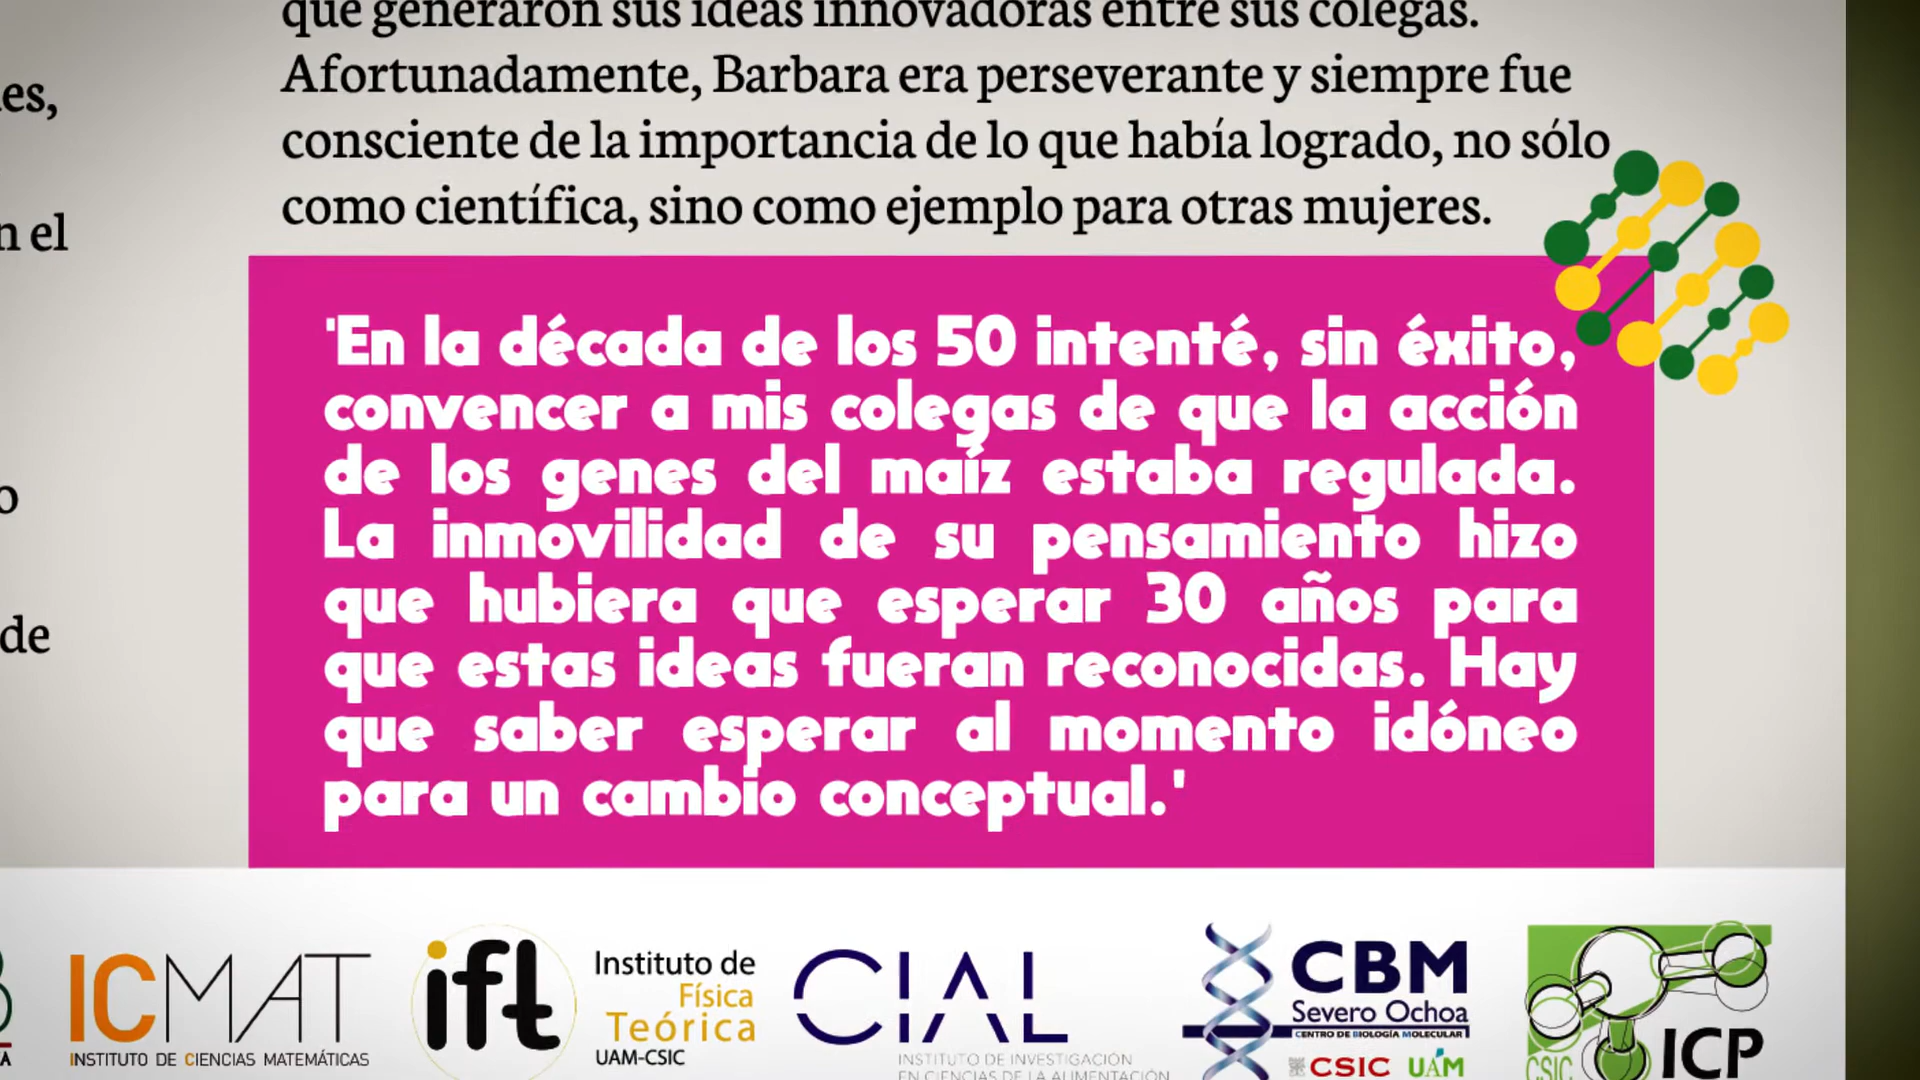 que generaron sus ideas innovadoras entre sus colegas.
Afortunadamente, Barbara era perseverante y siempre fue
consciente de la importancia de lo que había logrado, no sólo
como científica, sino como ejemplo para otras mujeres.
es,
n el
o
de
'En la década de los 50 intenté, sin éxito,
convencer a mis colegas de que la acción
de los genes del maíz estaba regulada.
La inmovilidad de su pensamiento hizo
que hubiera que esperar 30 años para
que estas ideas fueran reconocidas. Hay
que saber esperar al momento idóneo
para un cambio conceptual.'
ICMAT
INSTITUTO DE CIENCIAS MATEMÁTICAS
ift
Instituto de
Física
Teórica
UAM-CSIC
CIAL
INSTITUTO DE INVESTIGACIÓN
EN CIENCIAS DE LA ALIMENTACIÓN
CBM
Severo Ochoa
CENTRO DE BIOLOGÍA MOLECULAR
CSIC UAM
CSIC
ICP